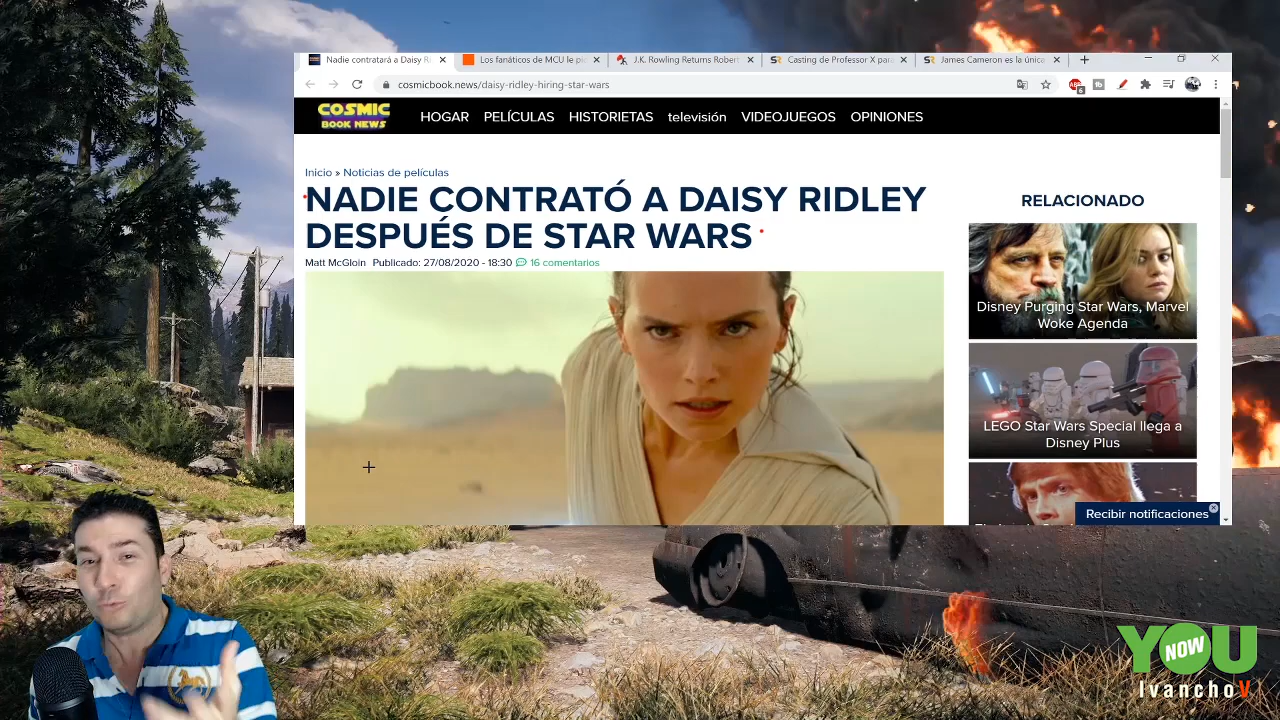 Nadie contratará a Daisy Ri
Los fanáticos de MCU le pi
J.K. Rowling Returns Robert
Casting de Professor X para
James Cameron es la única
cosmicbook.news/daisy-ridley-hiring-star-wars
COSMIC
BOOK NEWS
HOGAR
PELÍCULAS
HISTORIETAS
televisión
VIDEOJUEGOS
OPINIONES
Inicio » Noticias de películas
NADIE CONTRATÓ A DAISY RIDLEY
DESPUÉS DE STAR WARS
Matt McGloin Publicado: 27/08/2020 - 18:30 16 comentarios
RELACIONADO
Disney Purging Star Wars, Marvel
Woke Agenda
LEGO Star Wars Special llega a
Disney Plus
Recibir notificaciones
YOU
NOW
IvanchoV